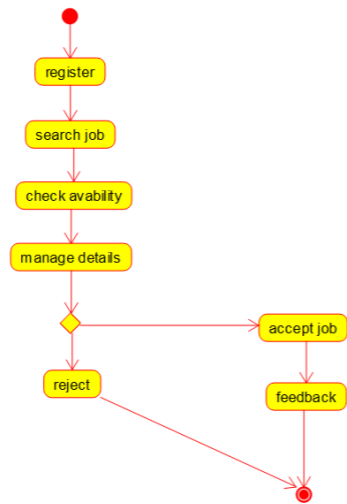 register
search job
check avability
manage details
accept job
reject
feedback